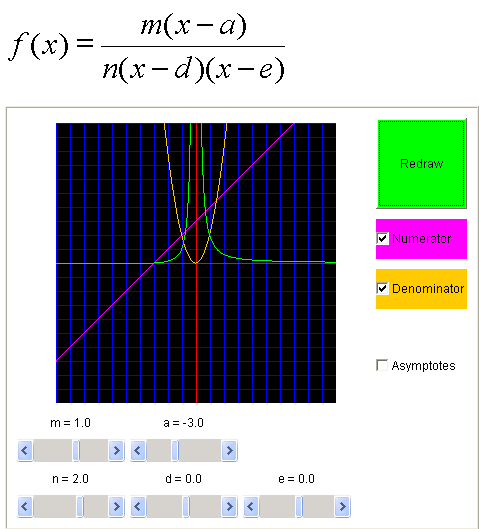 f(x) = m(x − a) / n(x − d)(x − e)
Redraw
Numerator
Denominator
Asymptotes
m = 1.0 a = -3.0
n = 2.0 d = 0.0 e = 0.0